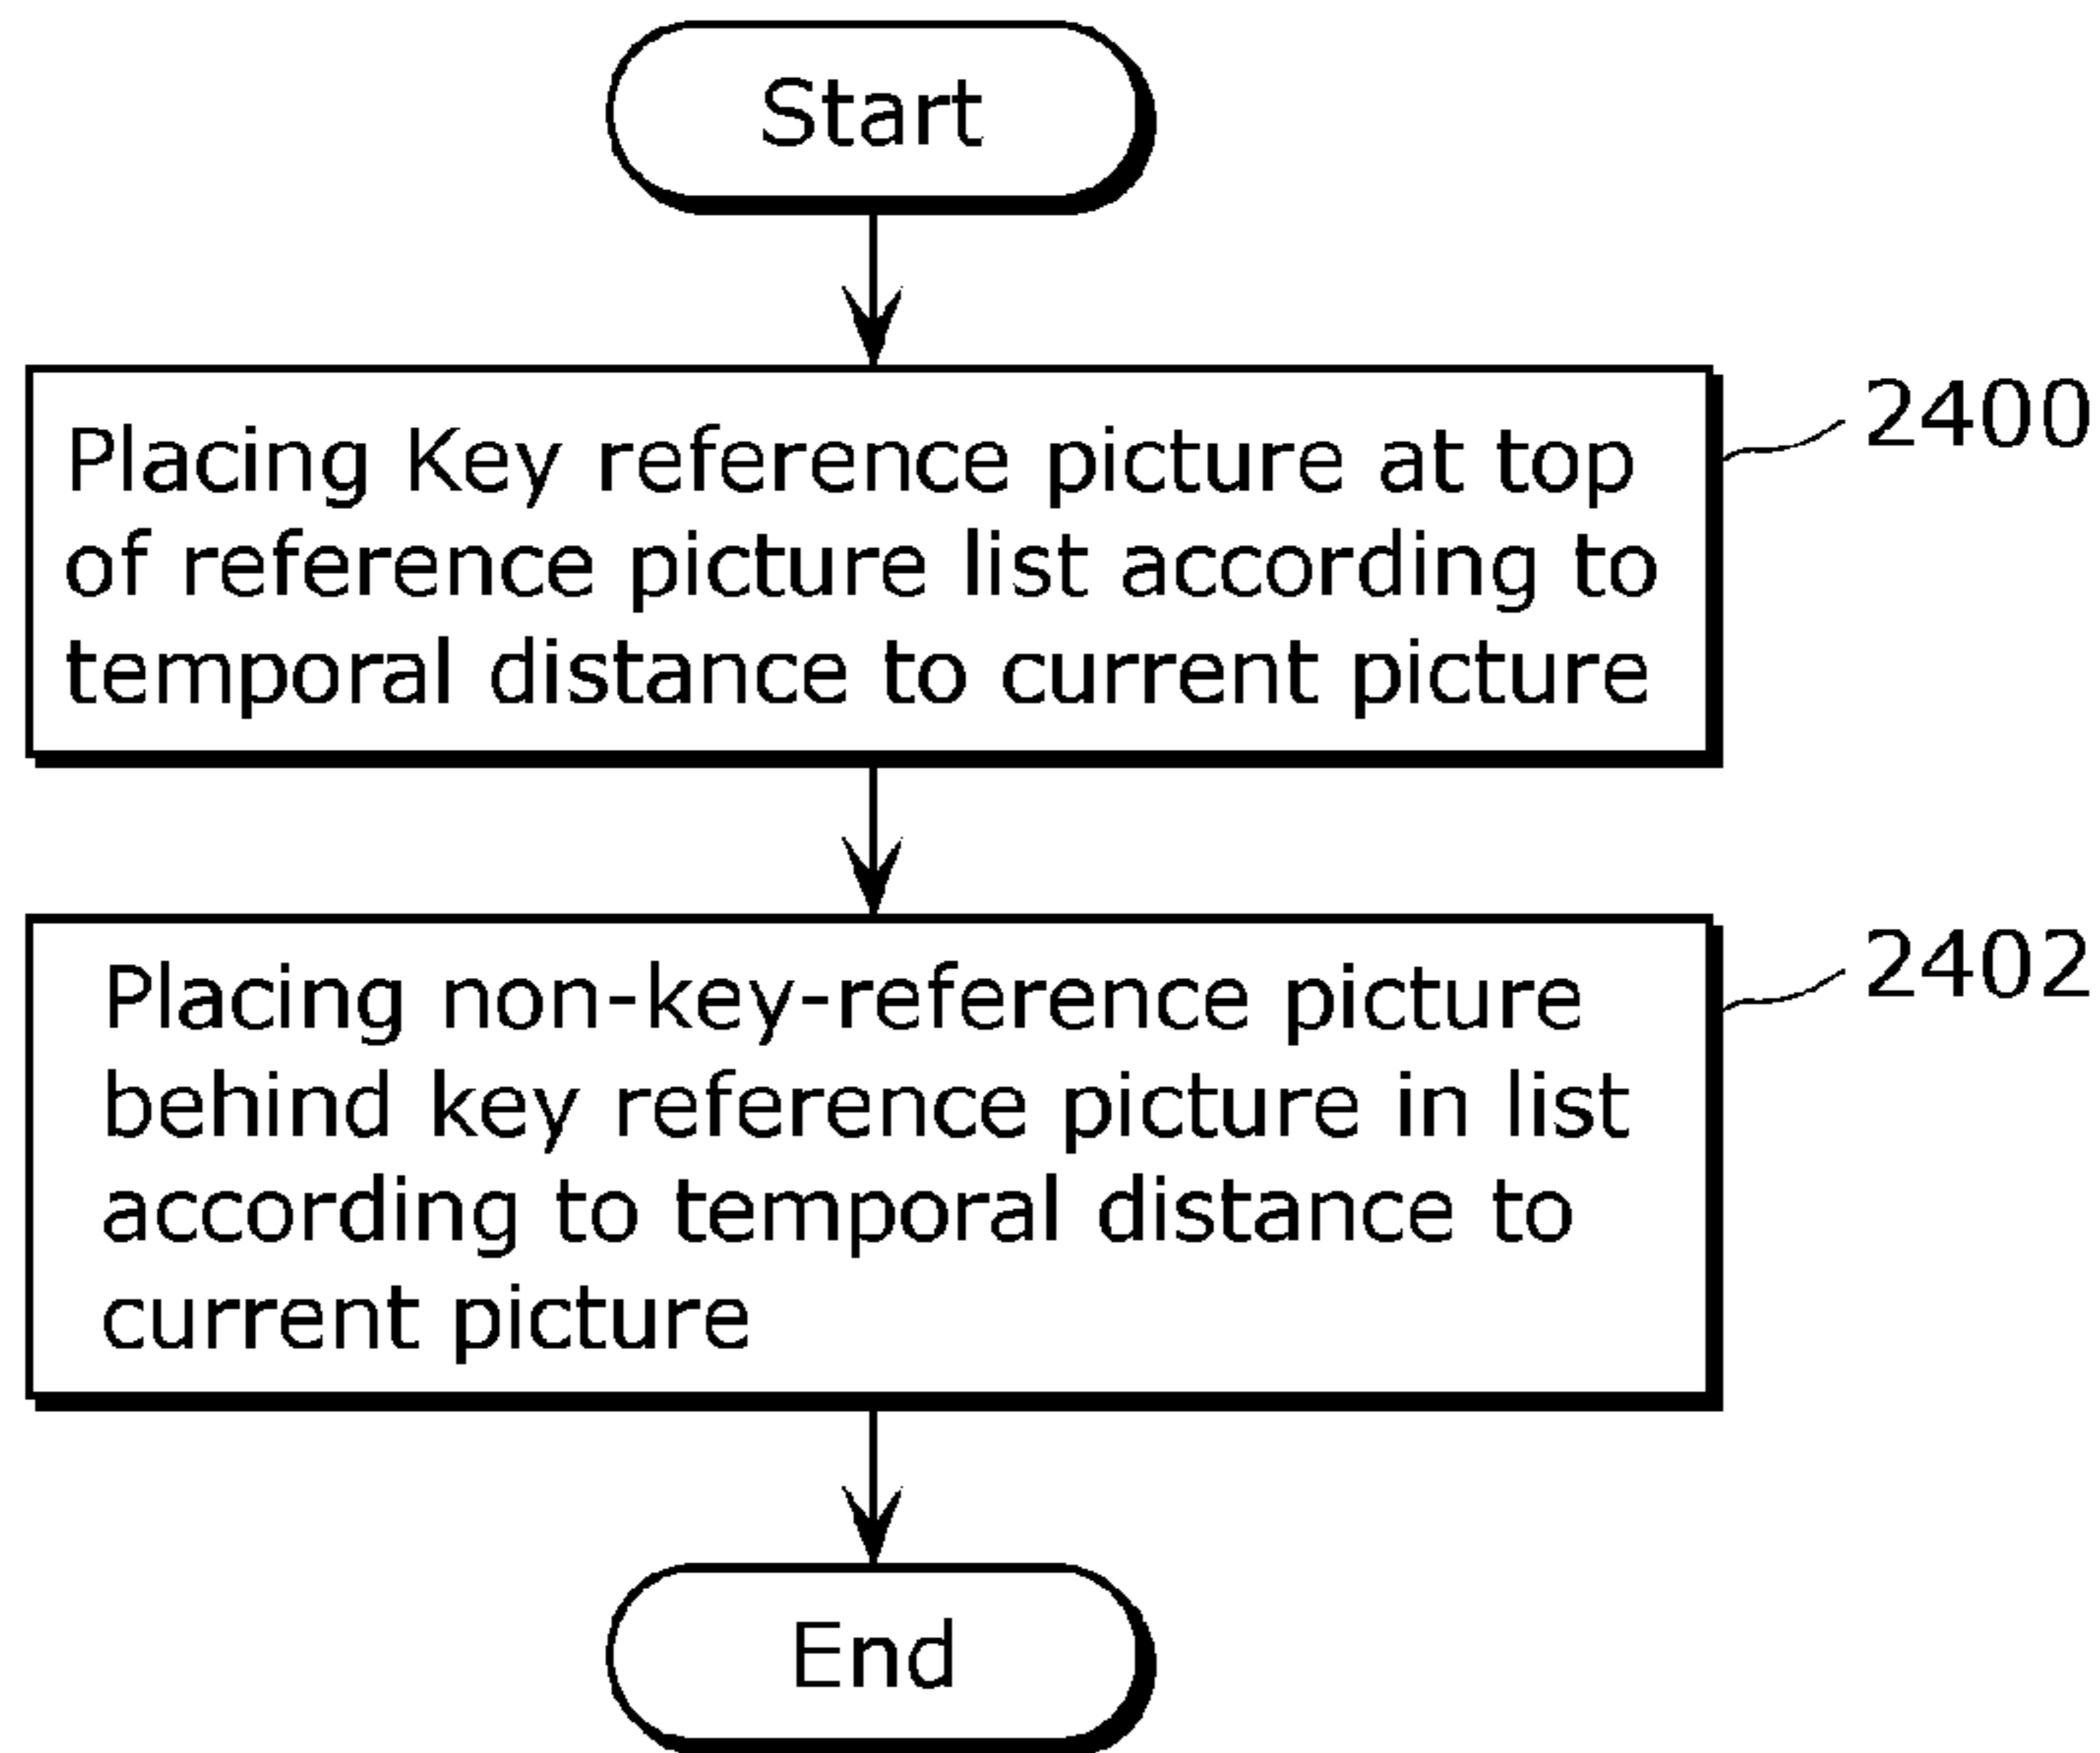 Start
Placing Key reference picture at top
of reference picture list according to
temporal distance to current picture
2400
Placing non-key-reference picture
behind key reference picture in list
according to temporal distance to
current picture
2402
End